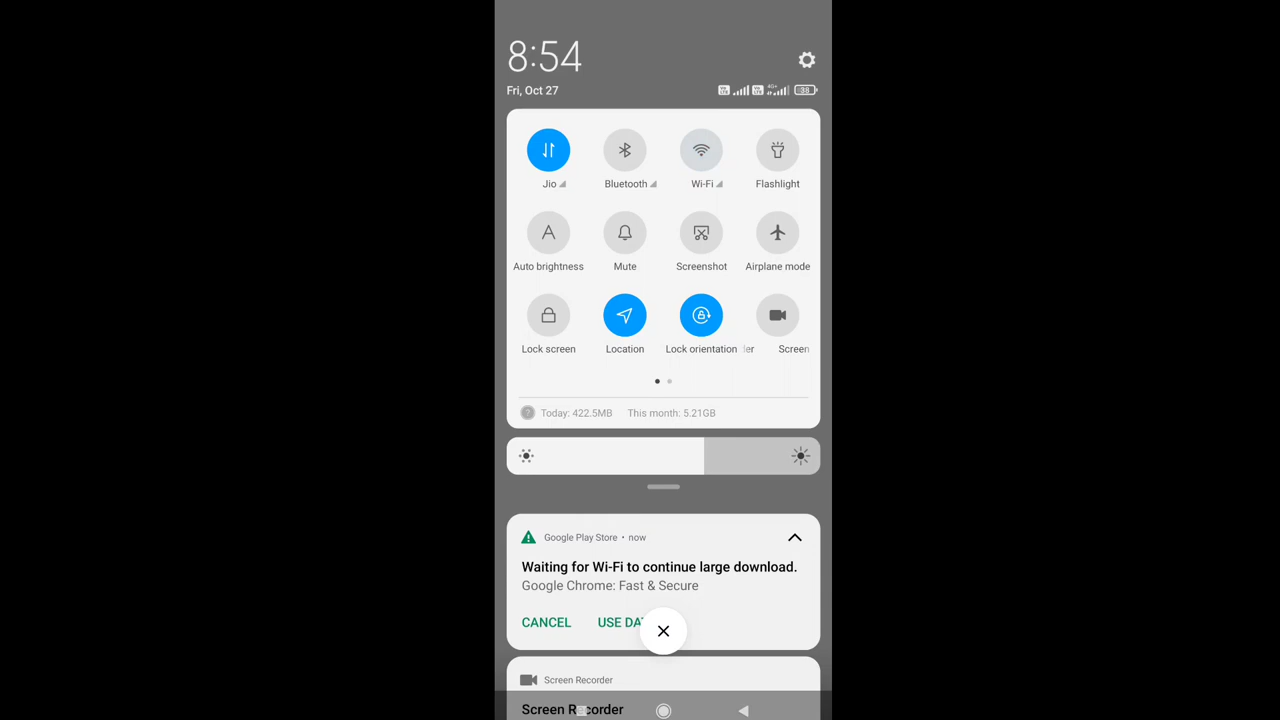 8:54
Fri, Oct 27
38
Jio
Bluetooth
Wi-Fi
Flashlight
A
Auto brightness
Mute
Screenshot
Airplane mode
Lock screen
Location
Lock orientation
ler
Screen
Today: 422.5MB This month: 5.21GB
Google Play Store • now
Waiting for Wi-Fi to continue large download.
Google Chrome: Fast & Secure
CANCEL
USE DA
Screen Recorder
Screen Recorder